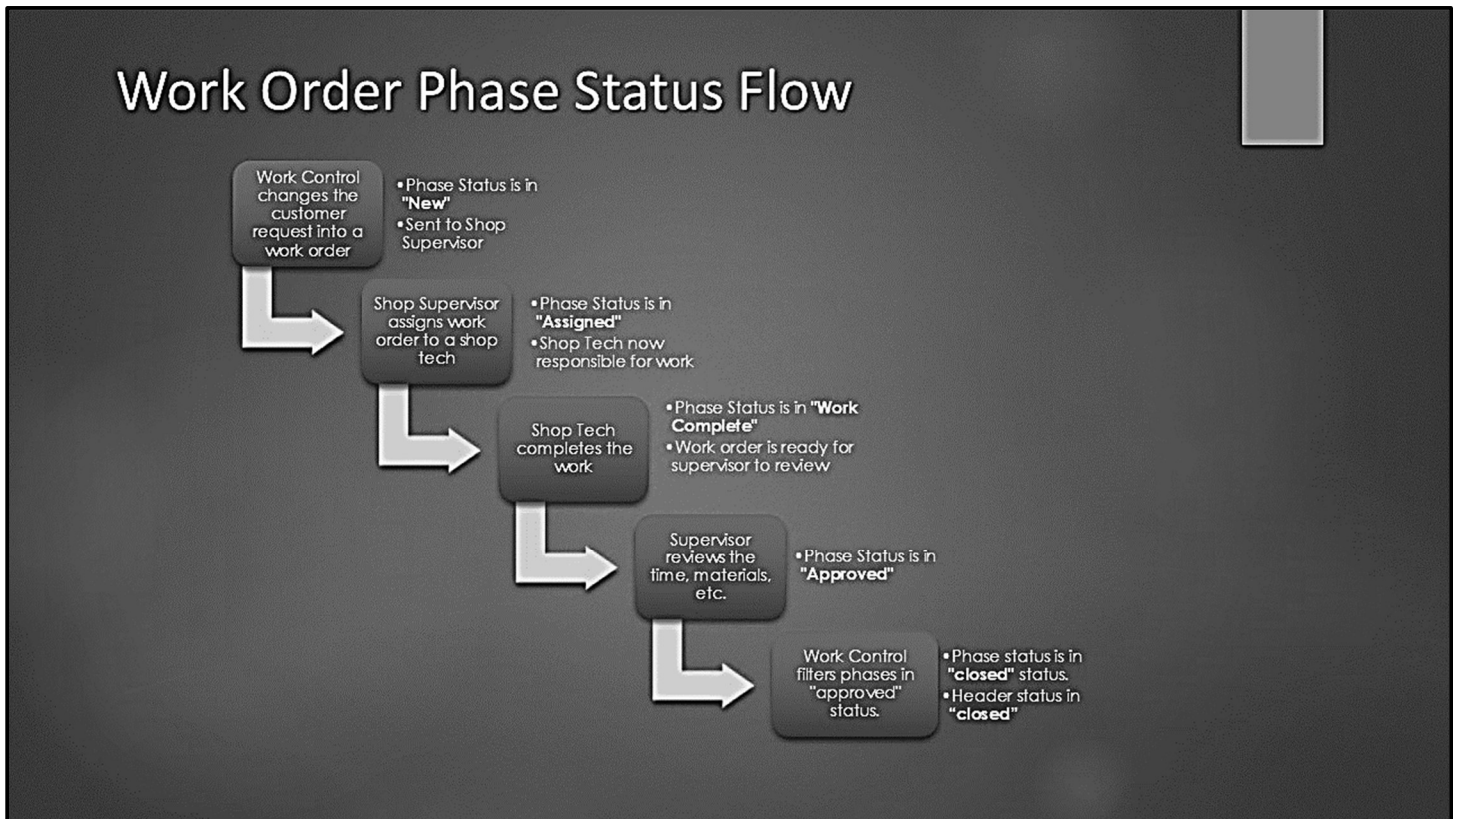 Work Order Phase Status Flow
Work Control
changes the
customer
request into a
work order
•Phase Status is in
"New"
•Sent to Shop
Supervisor
Shop Supervisor
assigns work
order to a shop
tech
•Phase Status is in
"Assigned"
•Shop Tech now
responsible for work
Shop Tech
completes the
work
•Phase Status is in "Work
Complete"
•Work order is ready for
supervisor to review
Supervisor
reviews the
time, materials,
etc.
•Phase Status is in
"Approved"
Work Control
filters phases in
"approved"
status.
•Phase status is in
"closed" status.
•Header status in
"closed"